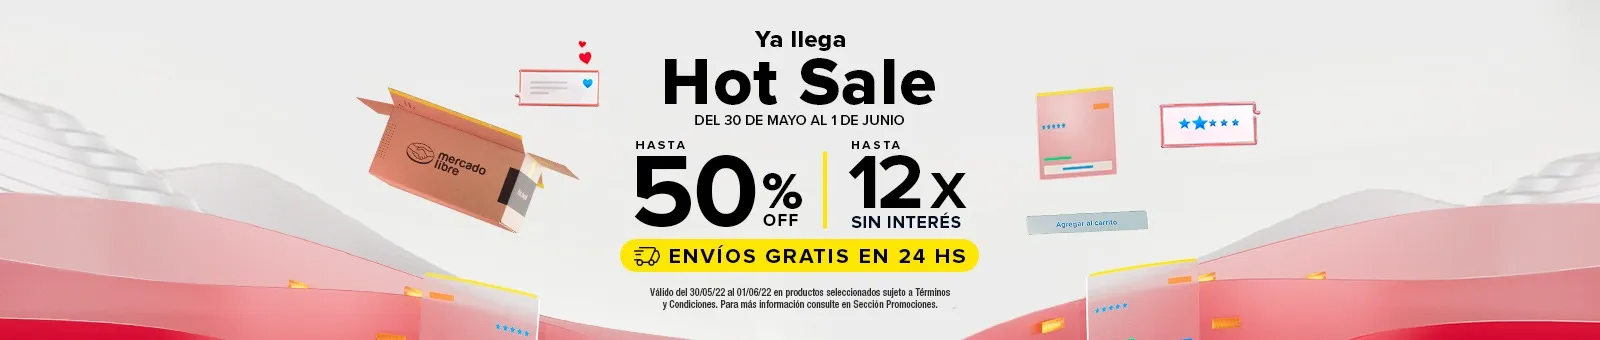 Ya llega
Hot Sale
DEL 30 DE MAYO AL 1 DE JUNIO
HASTA
50% OFF
HASTA
12X
SIN INTERÉS
ENVÍOS GRATIS EN 24 HS
Válido del 30/05/22 al 01/06/22 en productos seleccionados sujeto a Términos
y Condiciones. Para más información consulte en Sección Promociones.
mercado
libre
Agregar al carrito